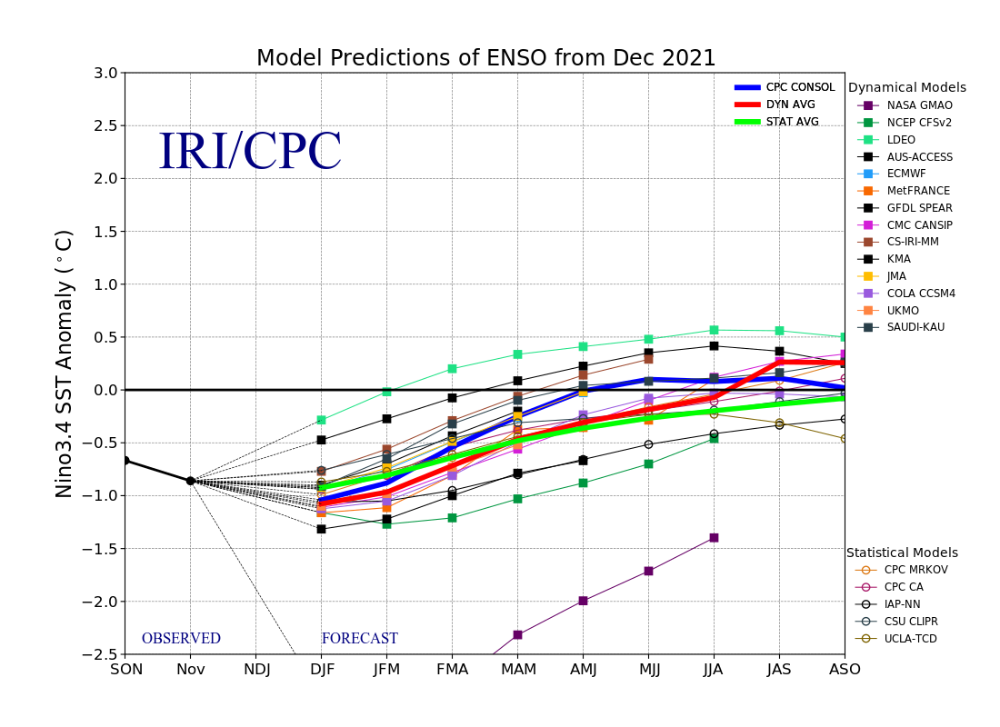 Model Predictions of ENSO from Dec 2021
Nino3.4 SST Anomaly (°C)
3.0
2.5
2.0
1.5
1.0
0.5
0.0
−0.5
−1.0
−1.5
−2.0
−2.5
IRI/CPC
CPC CONSOL
DYN AVG
STAT AVG
Dynamical Models
NASA GMAO
NCEP CFSv2
LDEO
AUS-ACCESS
ECMWF
MetFRANCE
GFDL SPEAR
CMC CANSIP
CS-IRI-MM
KMA
JMA
COLA CCSM4
UKMO
SAUDI-KAU
Statistical Models
CPC MRKOV
CPC CA
IAP-NN
CSU CLIPR
UCLA-TCD
OBSERVED
FORECAST
SON Nov NDJ DJF JFM FMA MAM AMJ MJJ JJA JAS ASO